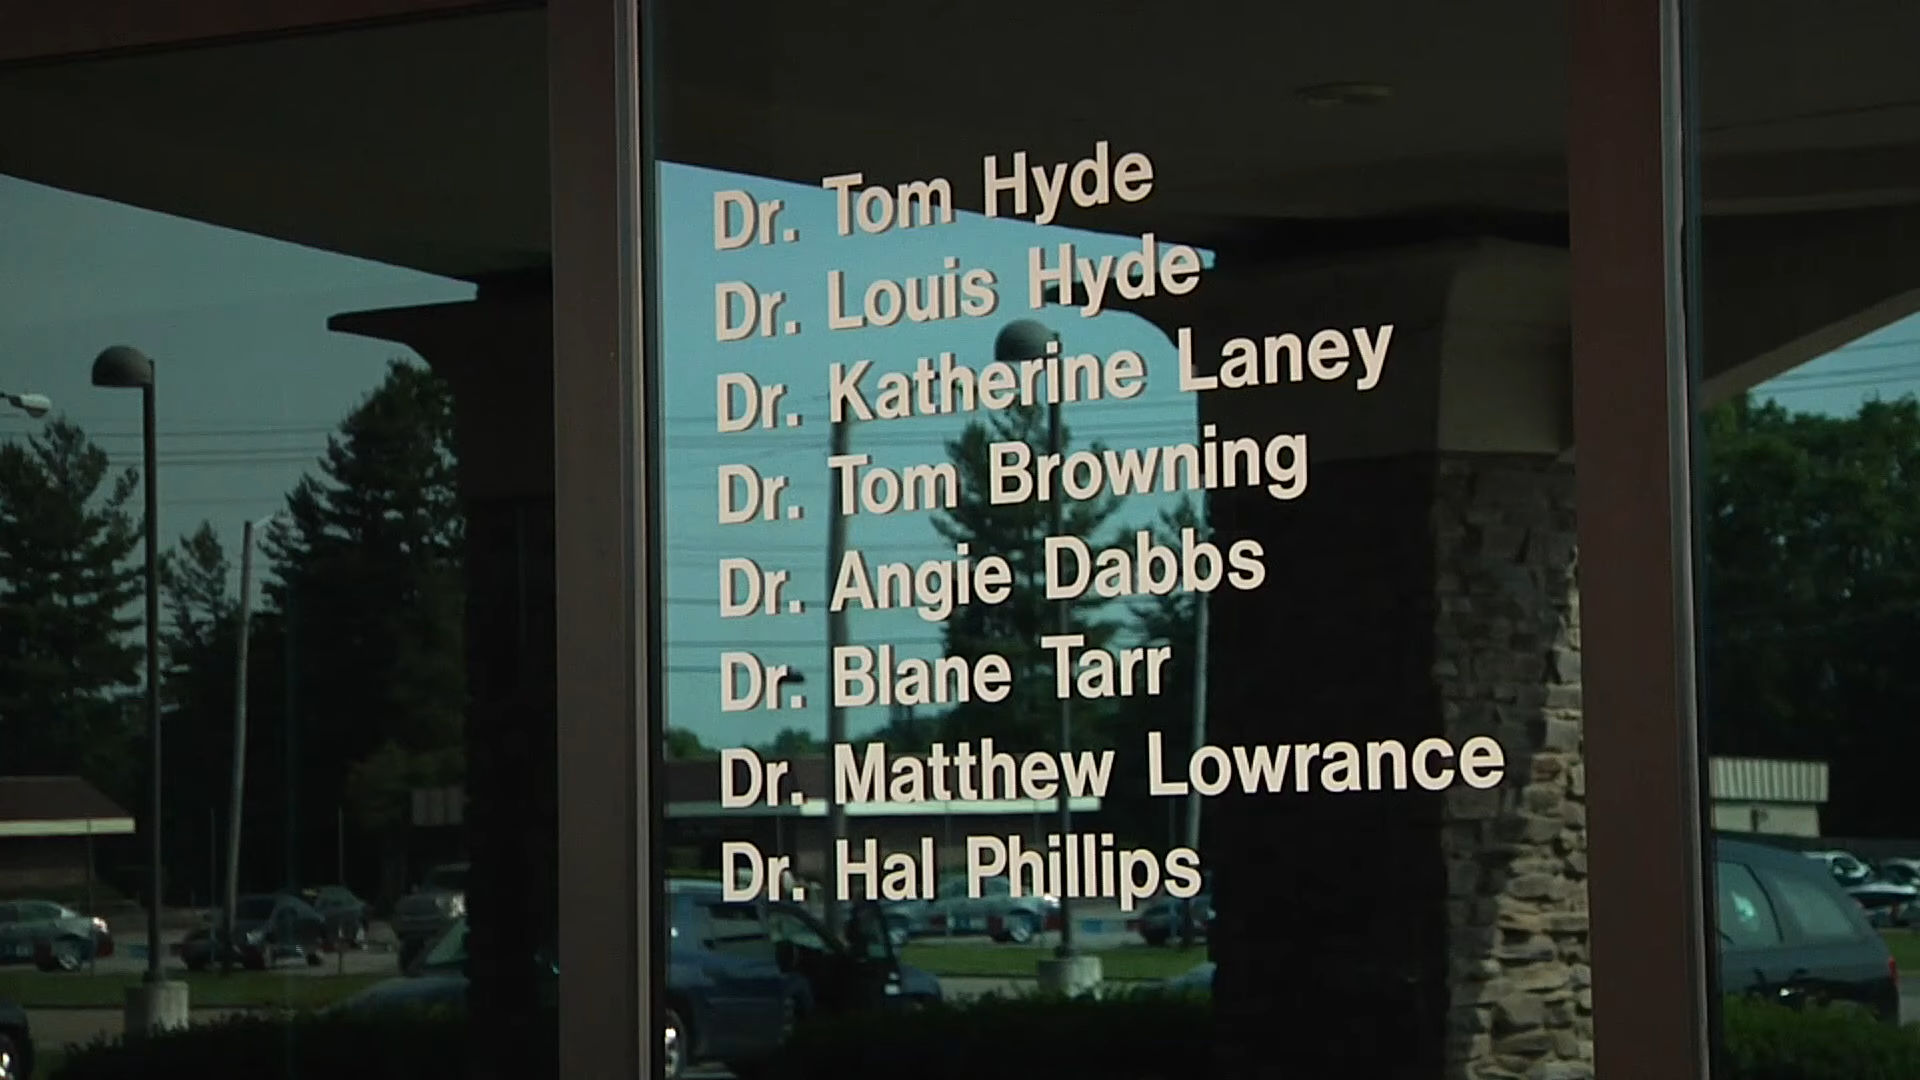 Dr. Tom Hyde
Dr. Louis Hyde
Dr. Katherine Laney
Dr. Tom Browning
Dr. Angie Dabbs
Dr. Blane Tarr
Dr. Matthew Lowrance
Dr. Hal Phillips